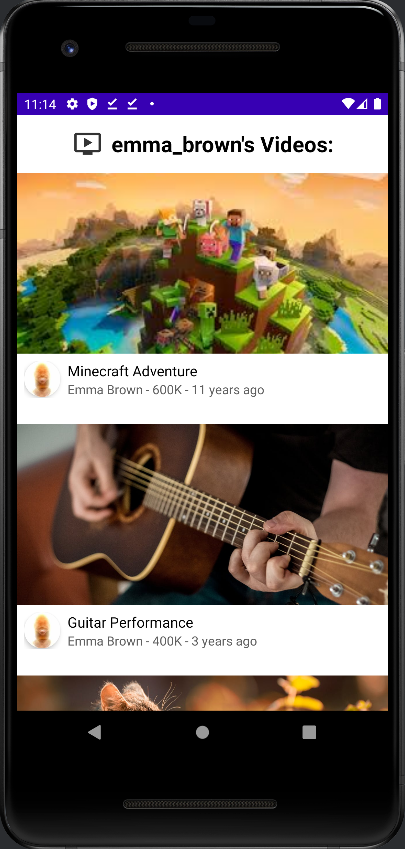 11:14
emma_brown's Videos:
Minecraft Adventure
Emma Brown - 600K - 11 years ago
Guitar Performance
Emma Brown - 400K - 3 years ago